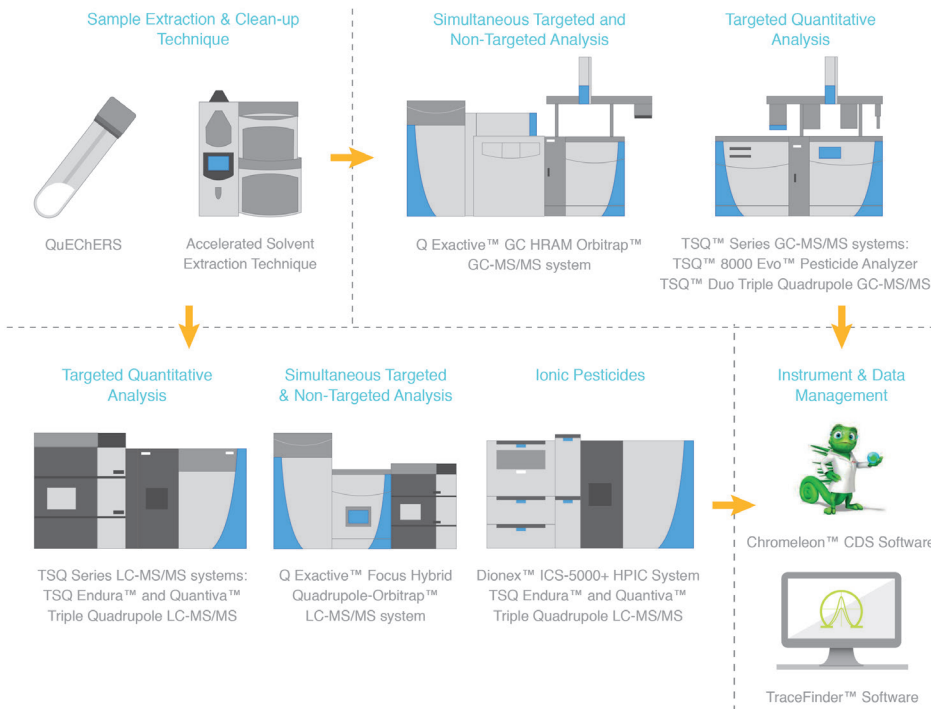 Sample Extraction & Clean-up
Technique
Simultaneous Targeted and
Non-Targeted Analysis
Targeted Quantitative
Analysis
QuEChERS
Accelerated Solvent
Extraction Technique
Q Exactive™ GC HRAM Orbitrap™
GC-MS/MS system
TSQ™ Series GC-MS/MS systems:
TSQ™ 8000 Evo™ Pesticide Analyzer
TSQ™ Duo Triple Quadrupole GC-MS/MS
Targeted Quantitative
Analysis
Simultaneous Targeted
& Non-Targeted Analysis
Ionic Pesticides
Instrument & Data
Management
TSQ Series LC-MS/MS systems:
TSQ Endura™ and Quantiva™
Triple Quadrupole LC-MS/MS
Q Exactive™ Focus Hybrid
Quadrupole-Orbitrap™
LC-MS/MS system
Dionex™ ICS-5000+ HPIC System
TSQ Endura™ and Quantiva™
Triple Quadrupole LC-MS/MS
Chromeleon™ CDS Software
TraceFinder™ Software